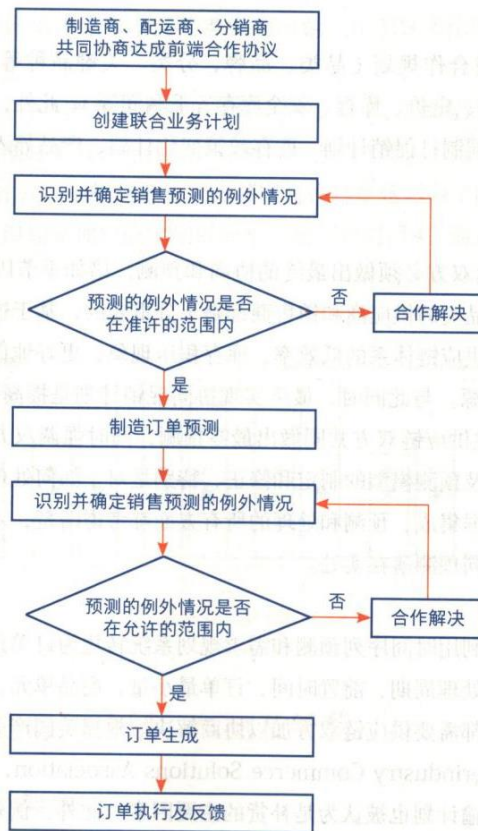 制造商、配运商、分销商
共同协商达成前端合作协议
创建联合业务计划
识别并确定销售预测的例外情况
预测的例外情况是否
在准许的范围内
否
合作解决
是
制造订单预测
识别并确定销售预测的例外情况
预测的例外情况是否
在允许的范围内
否
合作解决
是
订单生成
订单执行及反馈